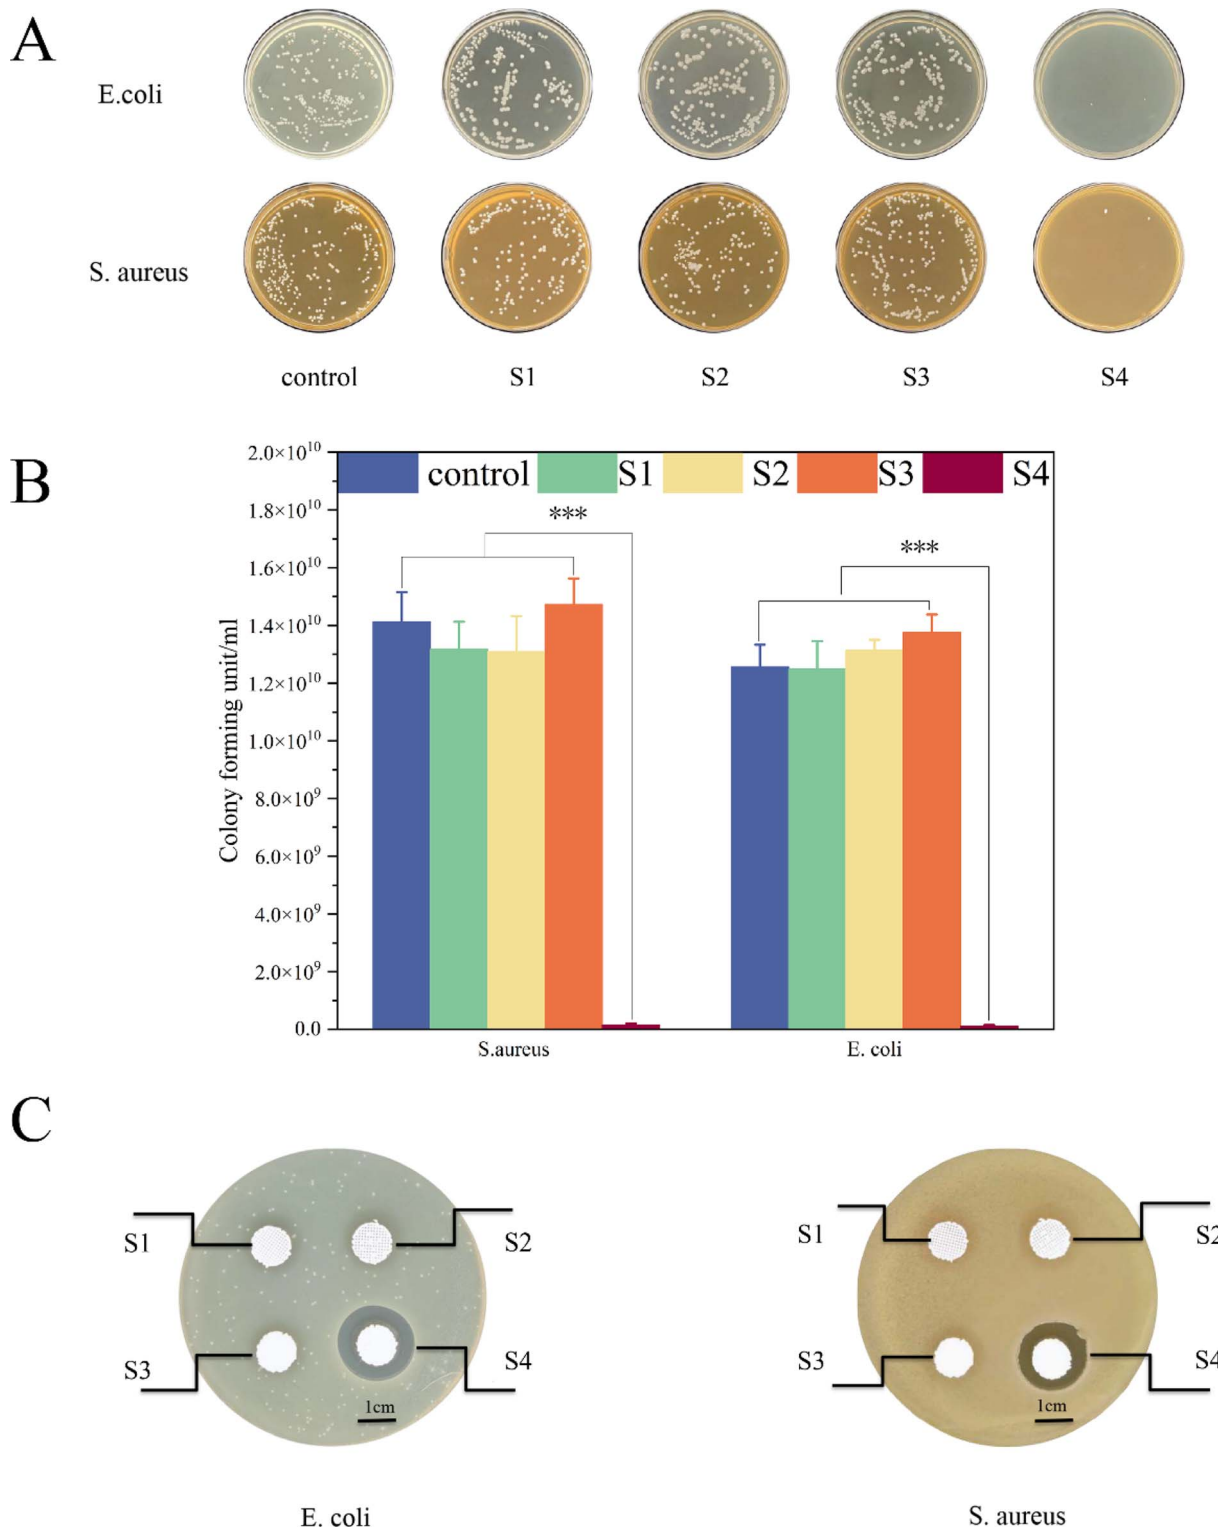 A
E.coli
S. aureus
control S1 S2 S3 S4
B
2.0×10¹⁰
control S1 S2 S3 S4
1.8×10¹⁰
***
1.6×10¹⁰
***
1.4×10¹⁰
1.2×10¹⁰
1.0×10¹⁰
8.0×10⁹
6.0×10⁹
4.0×10⁹
2.0×10⁹
0.0
Colony forming unit/ml
S.aureus E. coli
C
S1 S2 S1 S2
S3 S4 S3 S4
1cm 1cm
E. coli S. aureus